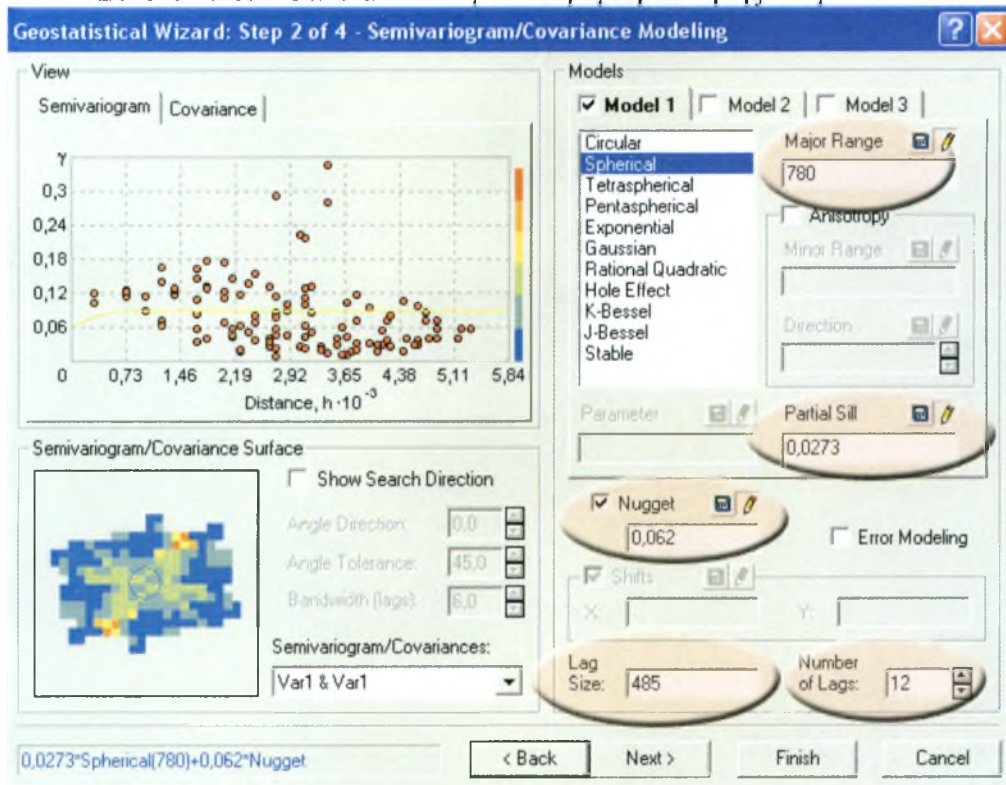 Geostatistical Wizard: Step 2 of 4 - Semivariogram/Covariance Modeling
View
Semivariogram
Covariance
γ
0,3
0,24
0,18
0,12
0,06
0 0,73 1,46 2,19 2,92 3,65 4,38 5,11 5,84
Distance, h·10⁻³
Semivariogram/Covariance Surface
Show Search Direction
Angle Direction: 0,0
Angle Tolerance: 45,0
Bandwidth (lags): 6,0
Semivariogram/Covariances:
Var1 & Var1
Models
Model 1
Model 2
Model 3
Circular
Spherical
Tetraspherical
Pentaspherical
Exponential
Gaussian
Rational Quadratic
Hole Effect
K-Bessel
J-Bessel
Stable
Major Range
780
Anisotropy
Minor Range
Direction
Parameter
Partial Sill
0,0273
Nugget
0,062
Error Modeling
Shifts
X:
Y:
Lag Size: 485
Number of Lags: 12
0,0273*Spherical(780)+0,062*Nugget
< Back
Next >
Finish
Cancel